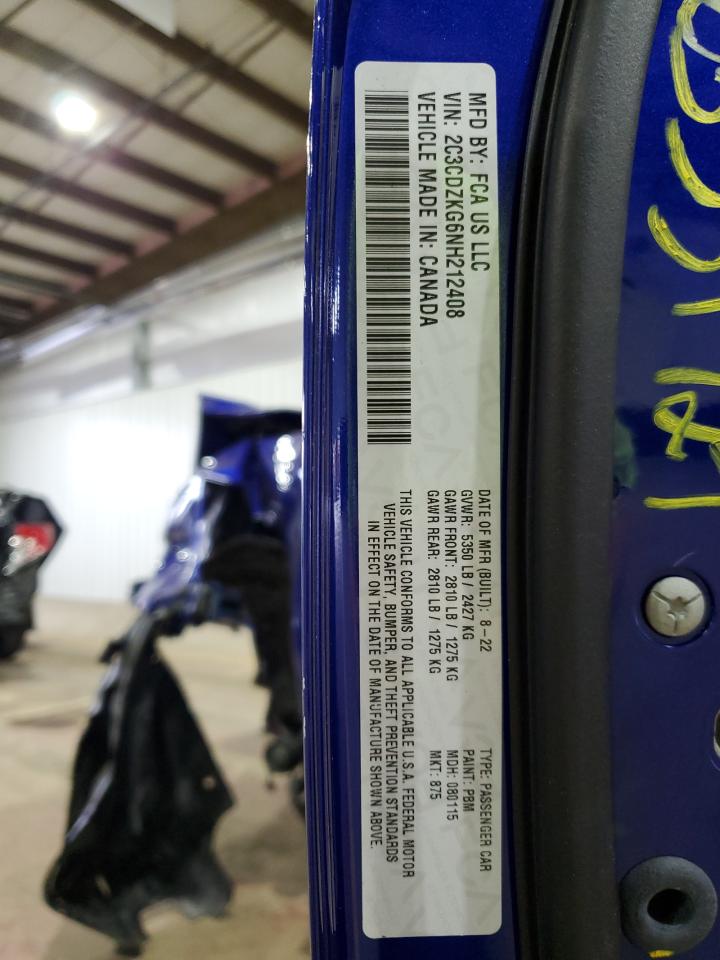 MFD BY: FCA US LLC
VIN: 2C3CDZKG6NH212408
VEHICLE MADE IN: CANADA
DATE OF MFR (BUILT): 8-22
GVWR: 5350 LB / 2427 KG
GAWR FRONT: 2810 LB / 1275 KG
GAWR REAR: 2810 LB / 1275 KG
TYPE: PASSENGER CAR
PAINT: PBM
MDH: 080115
MKT: 875
THIS VEHICLE CONFORMS TO ALL APPLICABLE U.S.A. FEDERAL MOTOR
VEHICLE SAFETY, BUMPER, AND THEFT PREVENTION STANDARDS
IN EFFECT ON THE DATE OF MANUFACTURE SHOWN ABOVE.